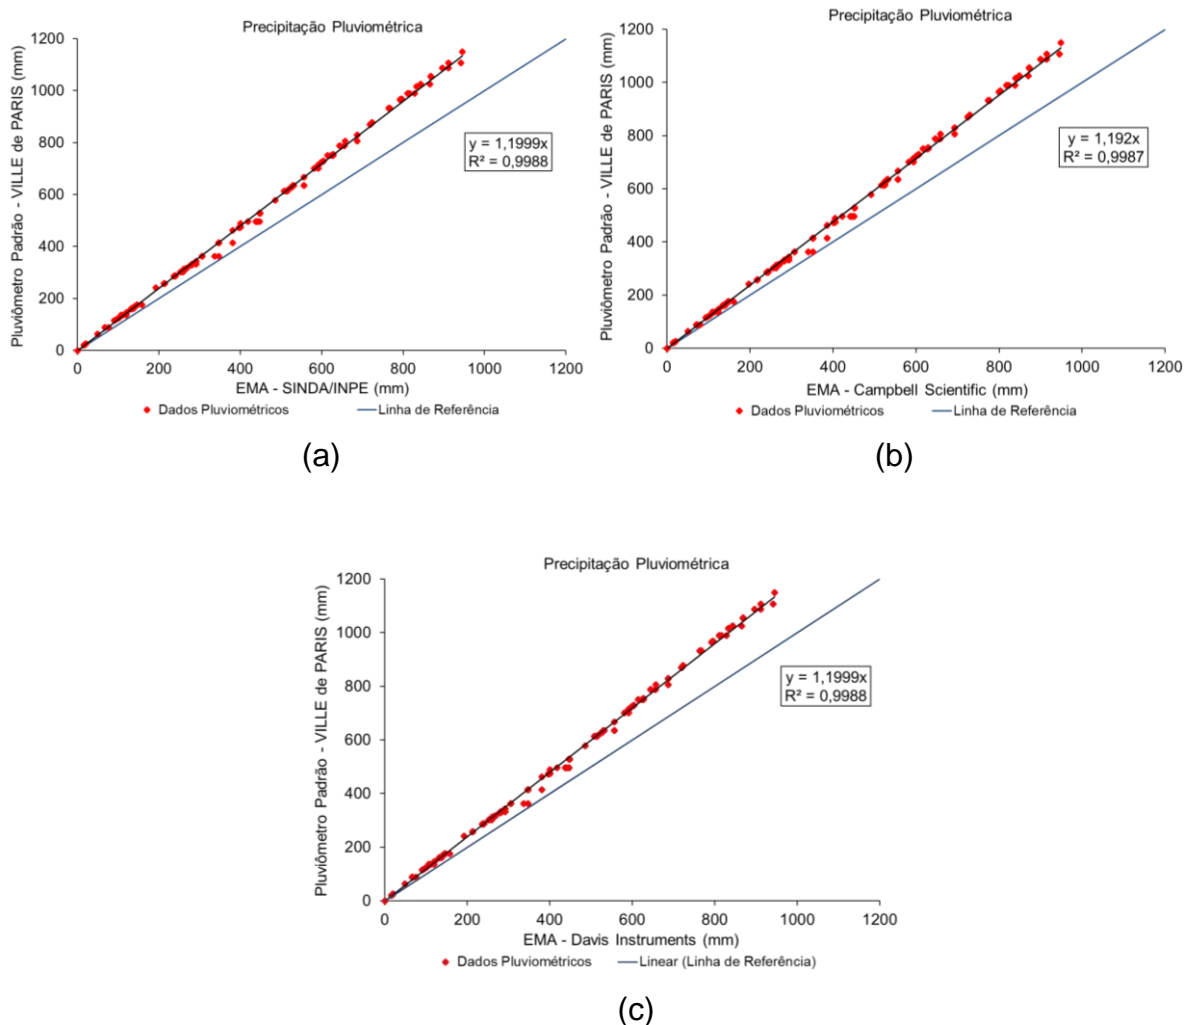 Precipitação Pluviométrica
Pluviômetro Padrão - VILLE de PARIS (mm)
1200
1000
800
600
400
200
0
y = 1,1999x
R² = 0,9988
0 200 400 600 800 1000 1200
EMA - SINDA/INPE (mm)
Dados Pluviométricos Linha de Referência
(a)
Precipitação Pluviométrica
Pluviômetro Padrão - VILLE de PARIS (mm)
1200
1000
800
600
400
200
0
y = 1,192x
R² = 0,9987
0 200 400 600 800 1000 1200
EMA - Campbell Scientific (mm)
Dados Pluviométricos Linha de Referência
(b)
Precipitação Pluviométrica
Pluviômetro Padrão - VILLE de PARIS (mm)
1200
1000
800
600
400
200
0
y = 1,1999x
R² = 0,9988
0 200 400 600 800 1000 1200
EMA - Davis Instruments (mm)
Dados Pluviométricos Linear (Linha de Referência)
(c)